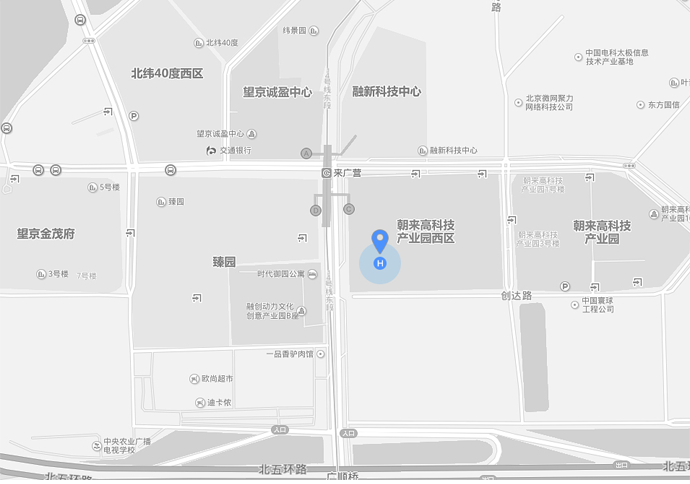 路
纬景园
北纬40度
北纬40度西区
中国电科太极信息
技术产业基地
号
线
东
段
望京诚盈中心
融新科技中心
叶
北京微网聚力
网络科技公司
东方国信
P
望京诚盈中心
交通银行
融新科技中心
A
来广营
5号楼
臻园
朝来高科技
产业园1号楼
朝来高科技
产业园1
D
望京金茂府
朝来高科技
产业园西区
朝来高科技
产业园3号楼
朝来高科技
产业园
臻园
H
3号楼
7号楼
时代御园公寓
号
线
东
段
P
创达路
中国寰球
工程公司
融创动力文化
创意产业园B座
一品香驴肉馆
欧尚超市
迪卡侬
入口
入口
中央农业广播
电视学校
北五环路
北五环路
广顺桥
出口
北五环